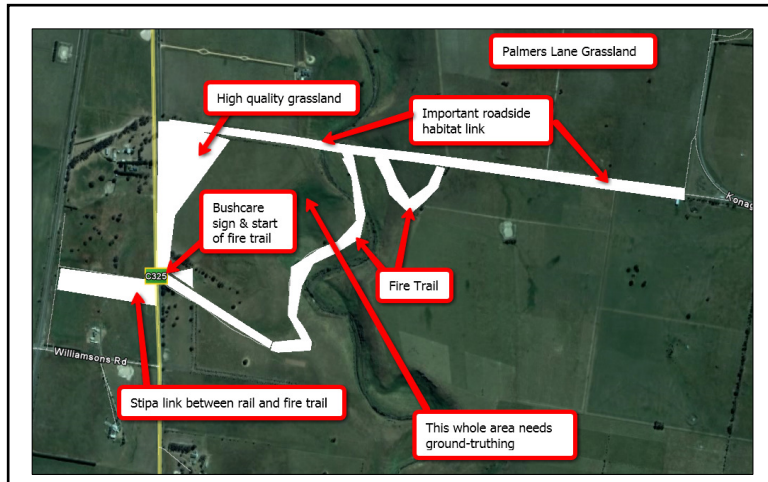 Palmers Lane Grassland
High quality grassland
Important roadside
habitat link
Bushcare
sign & start
of fire trail
C325
Fire Trail
Konag
Williamsons Rd
Stipa link between rail and fire trail
This whole area needs
ground-truthing